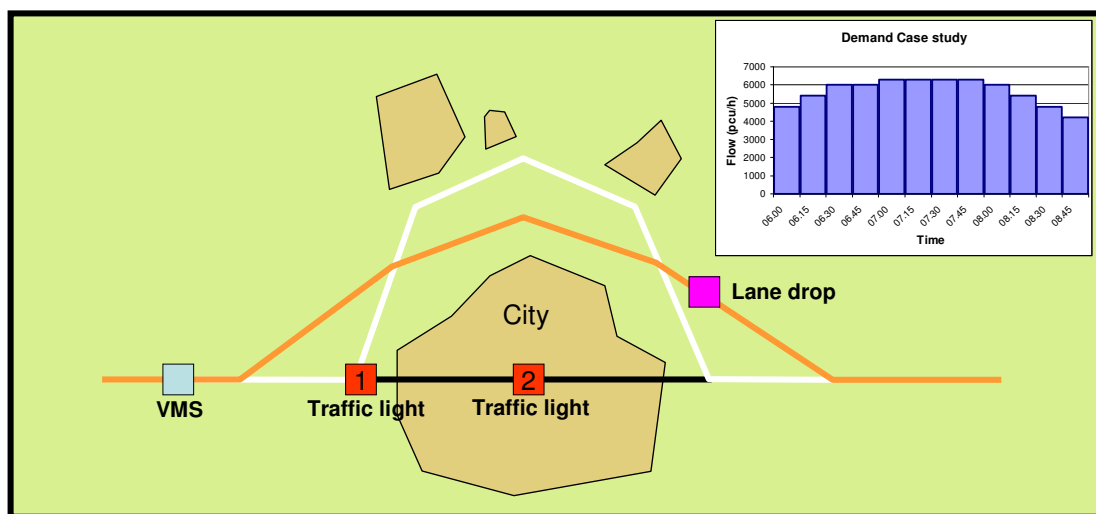 Demand Case study
Flow (pcu/h)
7000
6000
5000
4000
3000
2000
1000
0
06:00
06:15
06:30
06:45
07:00
07:15
07:30
07:45
08:00
08:15
08:30
08:45
Time
Lane drop
City
1
2
VMS
Traffic light
Traffic light